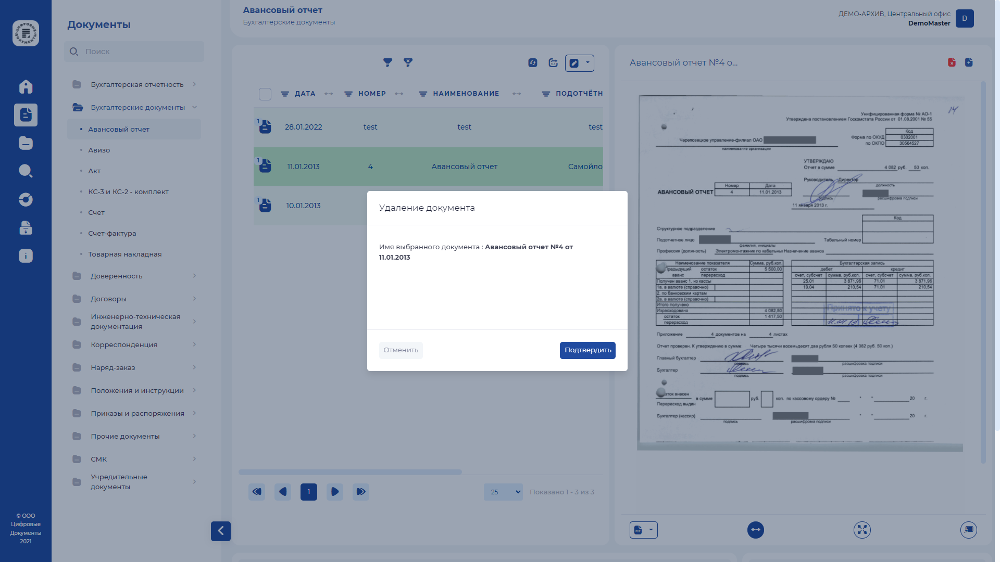 Документы
Поиск
Бухгалтерская отчетность
Бухгалтерские документы
Авансовый отчет
Авизо
Акт
КС-3 и КС-2 - комплект
Счет
Счет-фактура
Товарная накладная
Доверенность
Договоры
Инженерно-техническая
документация
Корреспонденция
Наряд-заказ
Положения и инструкции
Приказы и распоряжения
Прочие документы
СМК
Учредительные
документы
© ООО
Цифровые
Документы
2021
Авансовый отчет
Бухгалтерские документы
ДЕМО-АРХИВ, Центральный офис
DemoMaster
D
ДАТА НОМЕР НАИМЕНОВАНИЕ ПОДОТЧЁТН
1 28.01.2022 test test test
1 11.01.2013 4 Авансовый отчет Самойло
1 10.01.2013
Удаление документа
Имя выбранного документа : Авансовый отчет №4 от
11.01.2013
Отменить Подтвердить
1
25 Показано 1 - 3 из 3
Авансовый отчет №4 о...
14
Унифицированная форма № АО-1
Утверждена постановлением Госкомстата России от 01.08.2001 № 55
Код
Форма по ОКУД 0302001
Череповецкое управление-филиал ОАО по ОКПО 30564527
наименование организации
УТВЕРЖДАЮ
Отчет в сумме 4 082 руб. 50 коп.
Руководитель Директор
должность
Номер Дата
АВАНСОВЫЙ ОТЧЕТ 4 11.01.2013
подпись расшифровка подписи
11 января 2013 г.
Код
Структурное подразделение
Подотчетное лицо Табельный номер
фамилия, инициалы
Профессия (должность) Электромонтажник по кабельны Назначение аванса
Наименование показателя Сумма, руб.коп. Бухгалтерская запись
Предыдущий остаток 5 500,00 дебет кредит
аванс перерасход счет, субсчет сумма, руб.коп. счет, субсчет сумма, руб.коп.
Получен аванс 1. из кассы 25.01 3 871,96 71.01 3 871,96
1а. в валюте (справочно) 19.04 210,54 71.01 210,54
2. по банковским картам
2а. в валюте (справочно)
Итого получено
Израсходовано 4 082,50 Принято к учету
остаток 1 417,50
перерасход
Приложение 4 документов на 4 листах
Отчет проверен. К утверждению в сумме: Четыре тысячи восемьдесят два рубля 50 копеек (4 082 руб. 50 коп.)
Главный бухгалтер
подпись расшифровка подписи
Бухгалтер
подпись расшифровка подписи
внесен
в сумме руб. коп. по кассовому ордеру № " " 20 г.
Перерасход выдан
Бухгалтер (кассир) " " 20 г.
подпись расшифровка подписи
PDF